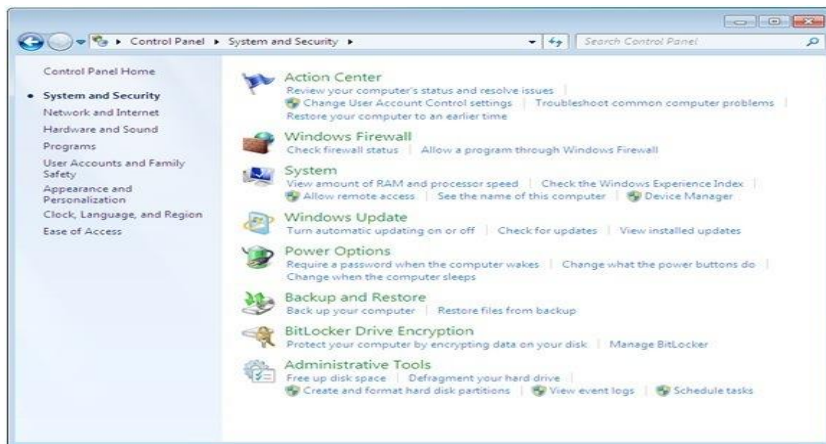 Control Panel ▸ System and Security ▸
Search Control Panel
Control Panel Home
System and Security
Network and Internet
Hardware and Sound
Programs
User Accounts and Family
Safety
Appearance and
Personalization
Clock, Language, and Region
Ease of Access
Action Center
Review your computer's status and resolve issues
Change User Account Control settings | Troubleshoot common computer problems
Restore your computer to an earlier time
Windows Firewall
Check firewall status | Allow a program through Windows Firewall
System
View amount of RAM and processor speed | Check the Windows Experience Index
Allow remote access | See the name of this computer | Device Manager
Windows Update
Turn automatic updating on or off | Check for updates | View installed updates
Power Options
Require a password when the computer wakes | Change what the power buttons do
Change when the computer sleeps
Backup and Restore
Back up your computer | Restore files from backup
BitLocker Drive Encryption
Protect your computer by encrypting data on your disk | Manage BitLocker
Administrative Tools
Free up disk space | Defragment your hard drive
Create and format hard disk partitions | View event logs | Schedule tasks